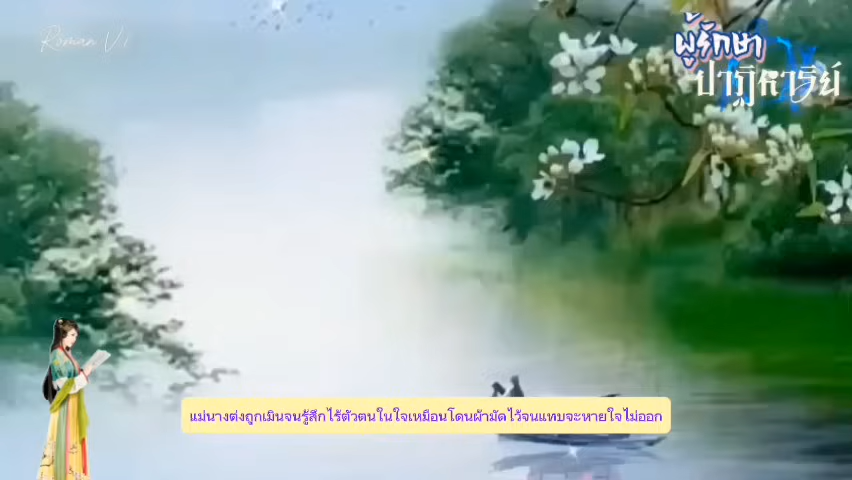 Roman V.
ผู้รักษา
ปาฏิหาริย์
แม่นางต่งถูกเมินจนรู้สึกไร้ตัวตนในใจเหมือนโดนผ้ามัดไว้จนแทบจะหายใจไม่ออก